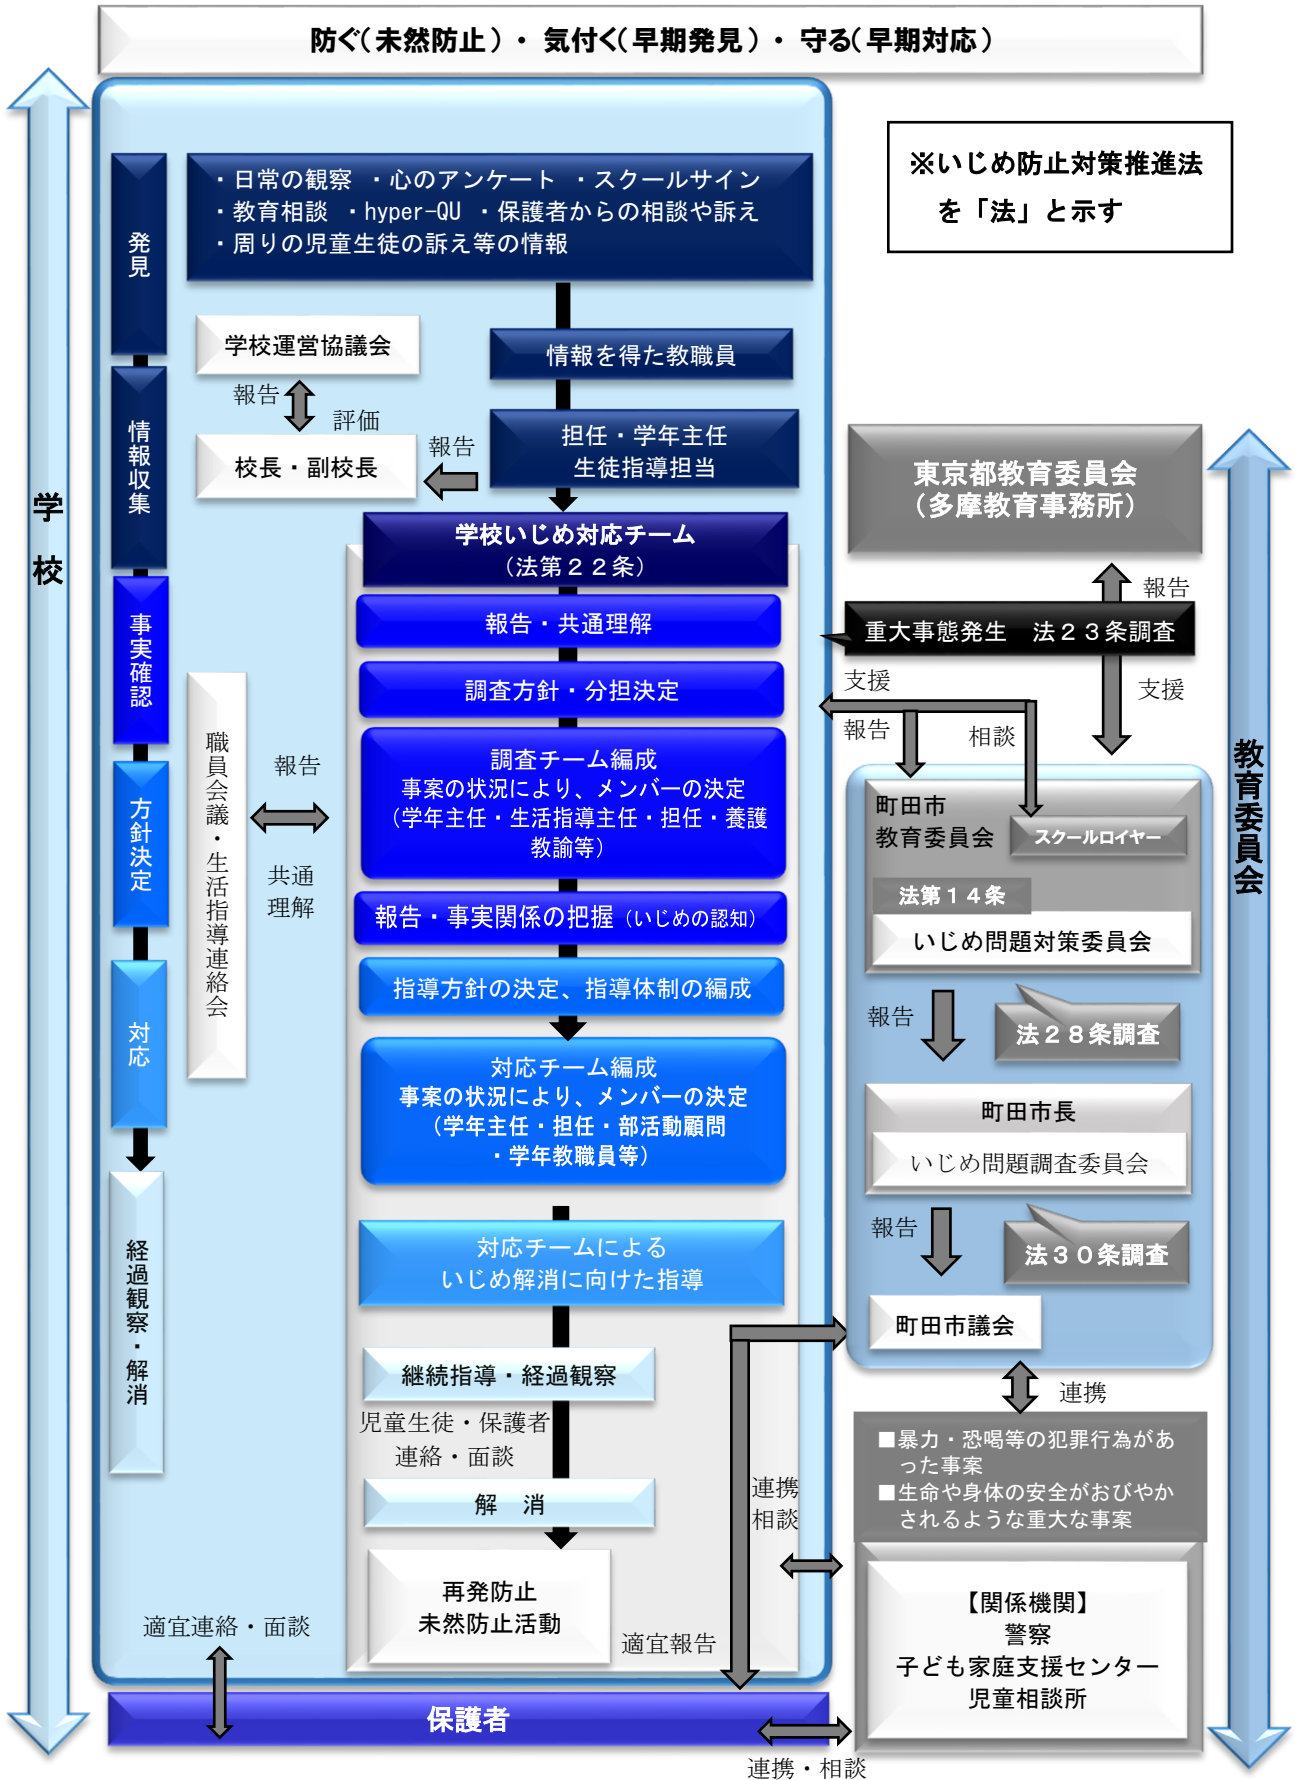 防ぐ（未然防止）・ 気付く（早期発見）・ 守る（早期対応）
※いじめ防止対策推進法
を「法」と示す
学校
発見
・日常の観察 ・心のアンケート ・スクールサイン
・教育相談 ・hyper-QU ・保護者からの相談や訴え
・周りの児童生徒の訴え等の情報
学校運営協議会
情報を得た教職員
報告
評価
情報収集
校長・副校長
報告
担任・学年主任
生徒指導担当
学校いじめ対応チーム
（法第２２条）
事実確認
報告・共通理解
調査方針・分担決定
職員会議・生活指導連絡会
報告
共通
理解
調査チーム編成
事案の状況により、メンバーの決定
（学年主任・生活指導主任・担任・養護
教諭等）
方針決定
報告・事実関係の把握（いじめの認知）
指導方針の決定、指導体制の編成
対応
対応チーム編成
事案の状況により、メンバーの決定
（学年主任・担任・部活動顧問
・学年教職員等）
経過観察・解消
対応チームによる
いじめ解消に向けた指導
継続指導・経過観察
児童生徒・保護者
連絡・面談
解　消
再発防止
未然防止活動
適宜連絡・面談
適宜報告
連携
相談
保護者
連携・相談
東京都教育委員会
（多摩教育事務所）
報告
重大事態発生　法２３条調査
支援
支援
報告
相談
教育委員会
町田市
教育委員会
スクールロイヤー
法第１４条
いじめ問題対策委員会
報告
法２８条調査
町田市長
いじめ問題調査委員会
報告
法３０条調査
町田市議会
連携
■暴力・恐喝等の犯罪行為があ
った事案
■生命や身体の安全がおびやか
されるような重大な事案
【関係機関】
警察
子ども家庭支援センター
児童相談所